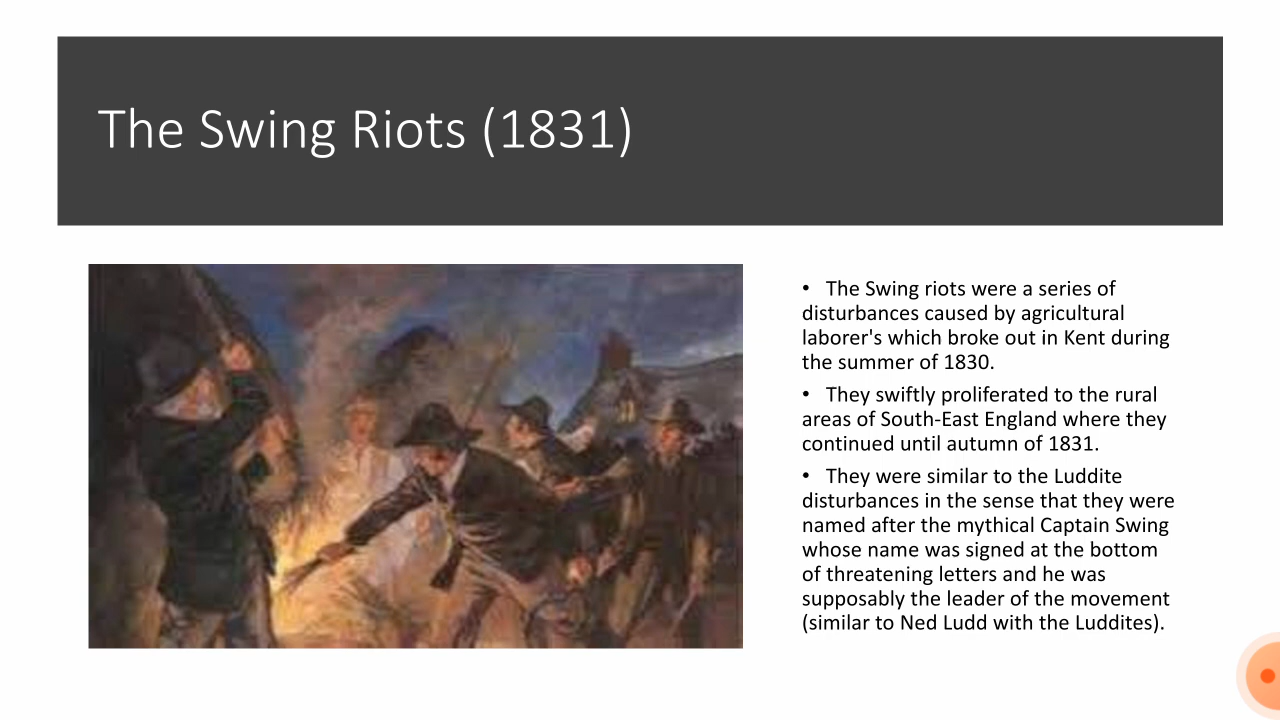 The Swing Riots (1831)
• The Swing riots were a series of
disturbances caused by agricultural
laborer's which broke out in Kent during
the summer of 1830.
• They swiftly proliferated to the rural
areas of South-East England where they
continued until autumn of 1831.
• They were similar to the Luddite
disturbances in the sense that they were
named after the mythical Captain Swing
whose name was signed at the bottom
of threatening letters and he was
supposably the leader of the movement
(similar to Ned Ludd with the Luddites).